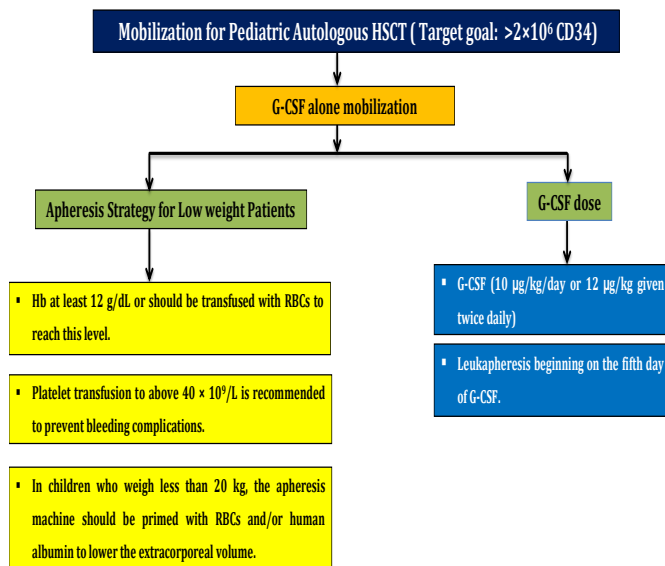 Mobilization for Pediatric Autologous HSCT ( Target goal: >2×10⁶ CD34)
G-CSF alone mobilization
Apheresis Strategy for Low weight Patients
▪ Hb at least 12 g/dL or should be transfused with RBCs to
reach this level.
▪ Platelet transfusion to above 40 × 10⁹/L is recommended
to prevent bleeding complications.
▪ In children who weigh less than 20 kg, the apheresis
machine should be primed with RBCs and/or human
albumin to lower the extracorporeal volume.
G-CSF dose
▪ G-CSF (10 µg/kg/day or 12 µg/kg given
twice daily)
▪ Leukapheresis beginning on the fifth day
of G-CSF.